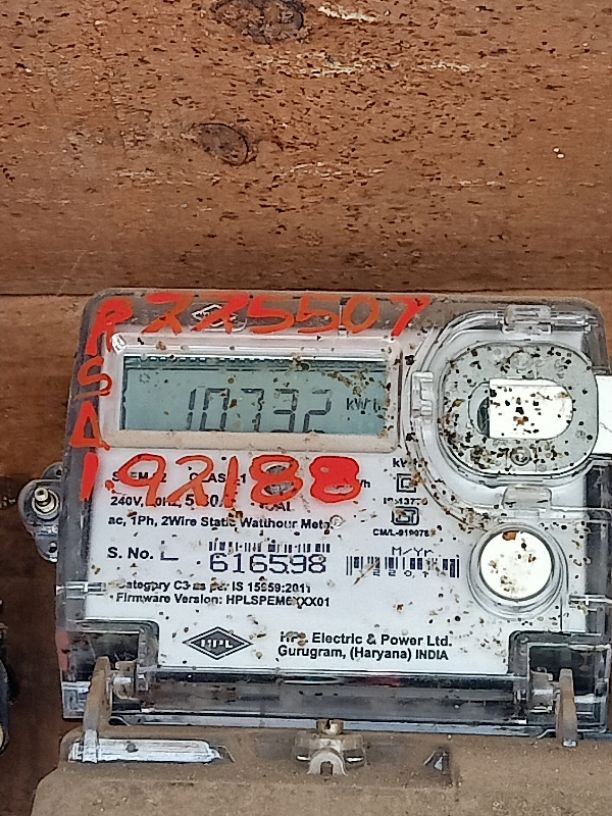 R 225507
S
D
192188
10732 kWh
240V, 50Hz,
ac, 1Ph, 2Wire Static Watthour Meter
S. No. 616598
M/Yr
Category C3 as per IS 15959:2011
Firmware Version: HPLSPEM6XXX01
HPL
HPL Electric & Power Ltd.
Gurugram, (Haryana) INDIA